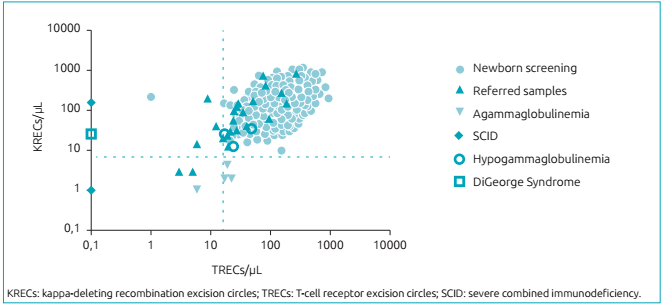 10000
1000
100
10
1
0,1
KRECs/µL
0,1 1 10 100 1000 10000
TRECs/µL
Newborn screening
Referred samples
Agammaglobulinemia
SCID
Hypogammaglobulinemia
DiGeorge Syndrome
KRECs: kappa-deleting recombination excision circles; TRECs: T-cell receptor excision circles; SCID: severe combined immunodeficiency.